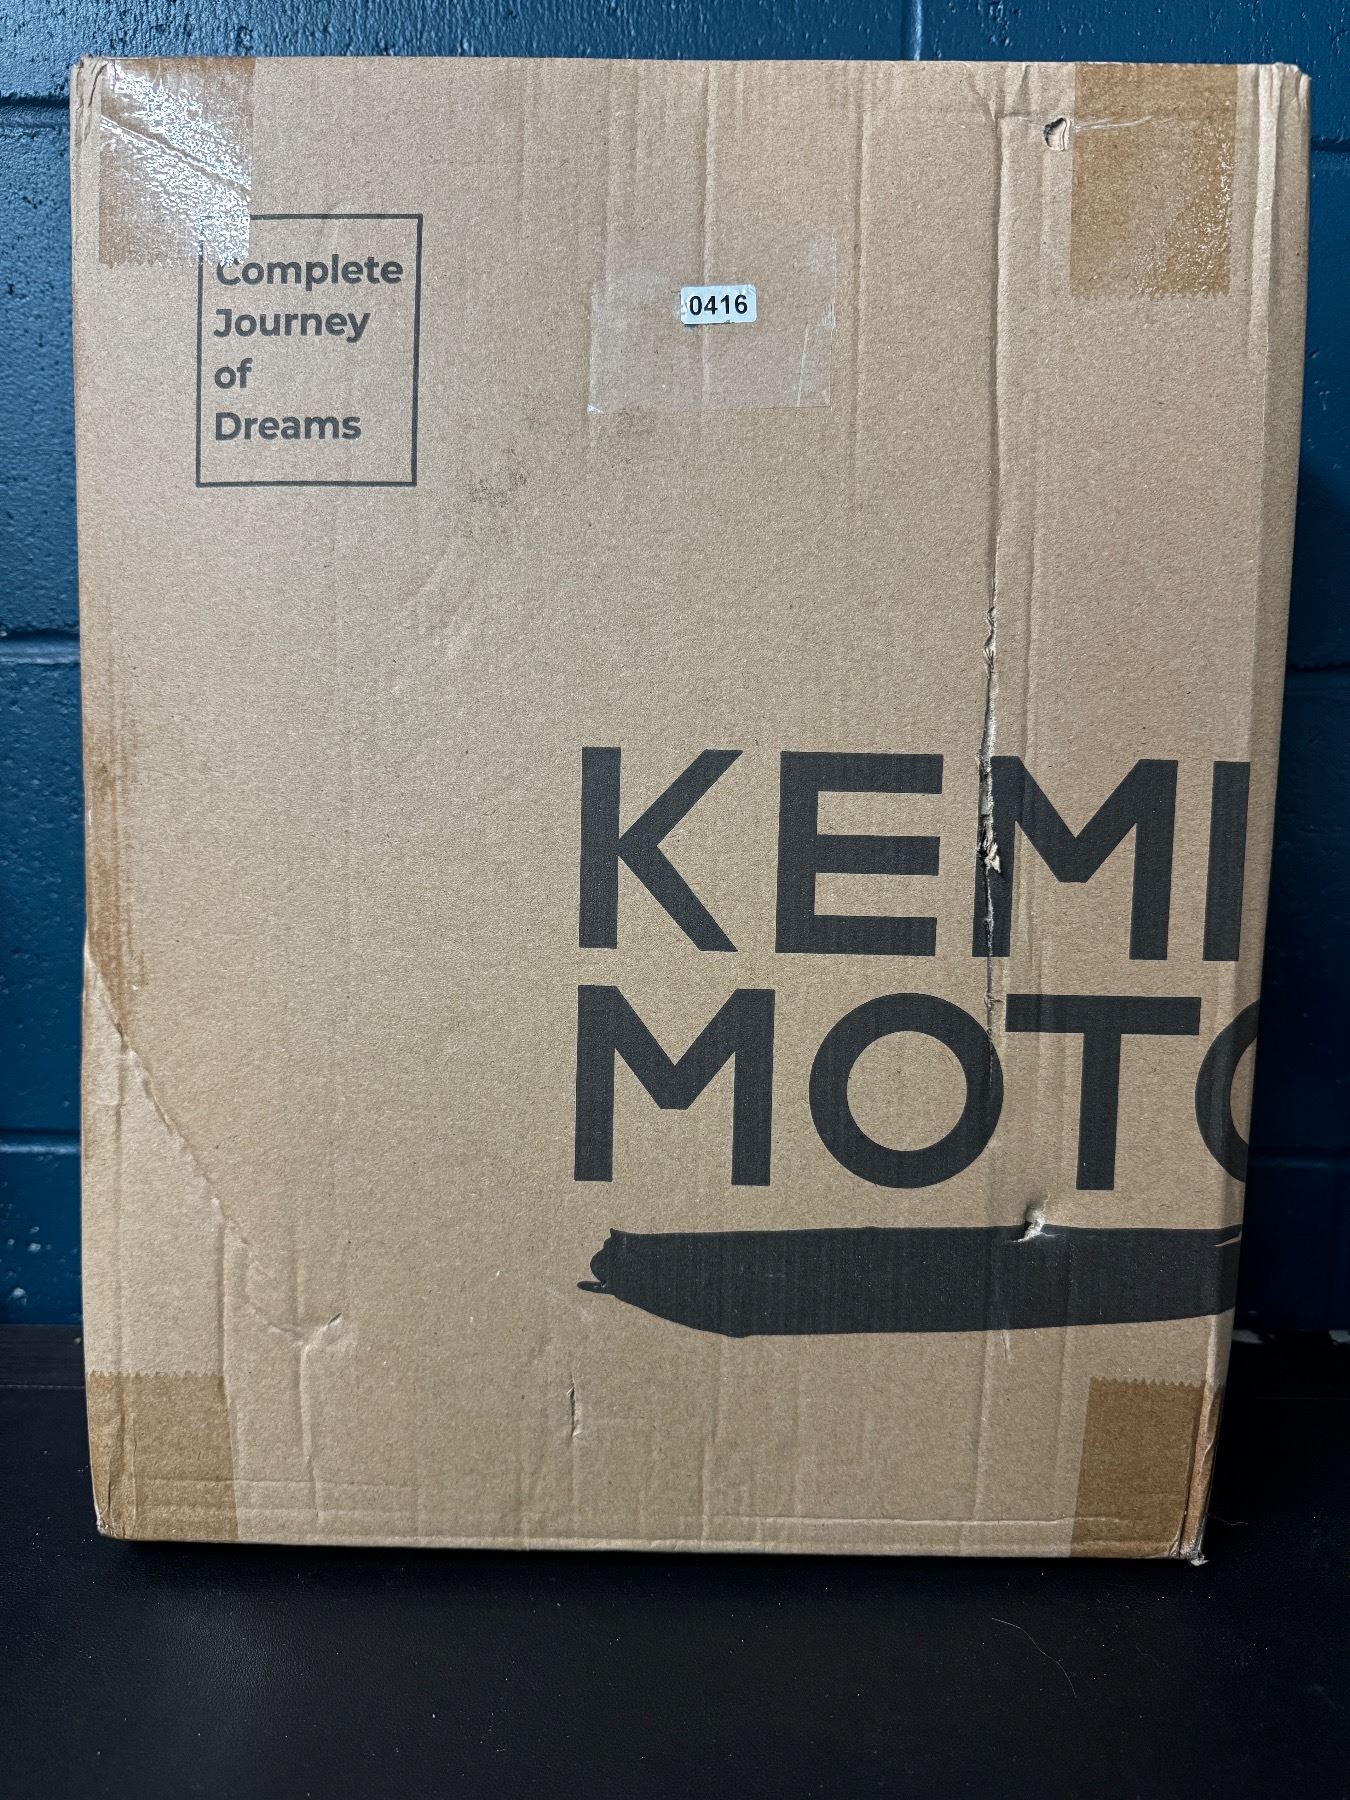 Complete
Journey
of
Dreams
0416
KEMI
MOTO